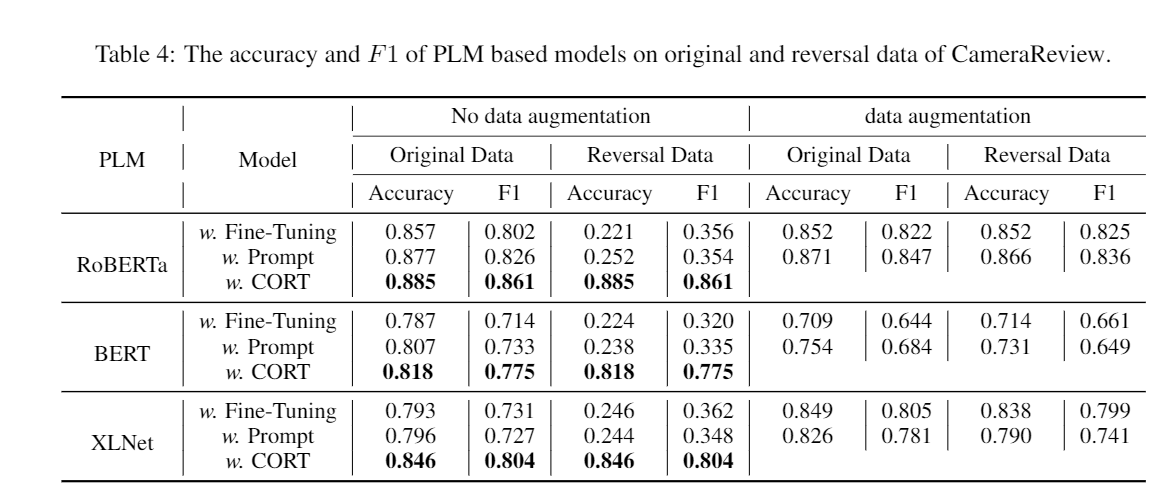 Table 4: The accuracy and F1 of PLM based models on original and reversal data of CameraReview.
PLM Model No data augmentation data augmentation
Original Data Reversal Data Original Data Reversal Data
Accuracy F1 Accuracy F1 Accuracy F1 Accuracy F1
RoBERTa
w. Fine-Tuning 0.857 0.802 0.221 0.356 0.852 0.822 0.852 0.825
w. Prompt 0.877 0.826 0.252 0.354 0.871 0.847 0.866 0.836
w. CORT 0.885 0.861 0.885 0.861
BERT
w. Fine-Tuning 0.787 0.714 0.224 0.320 0.709 0.644 0.714 0.661
w. Prompt 0.807 0.733 0.238 0.335 0.754 0.684 0.731 0.649
w. CORT 0.818 0.775 0.818 0.775
XLNet
w. Fine-Tuning 0.793 0.731 0.246 0.362 0.849 0.805 0.838 0.799
w. Prompt 0.796 0.727 0.244 0.348 0.826 0.781 0.790 0.741
w. CORT 0.846 0.804 0.846 0.804